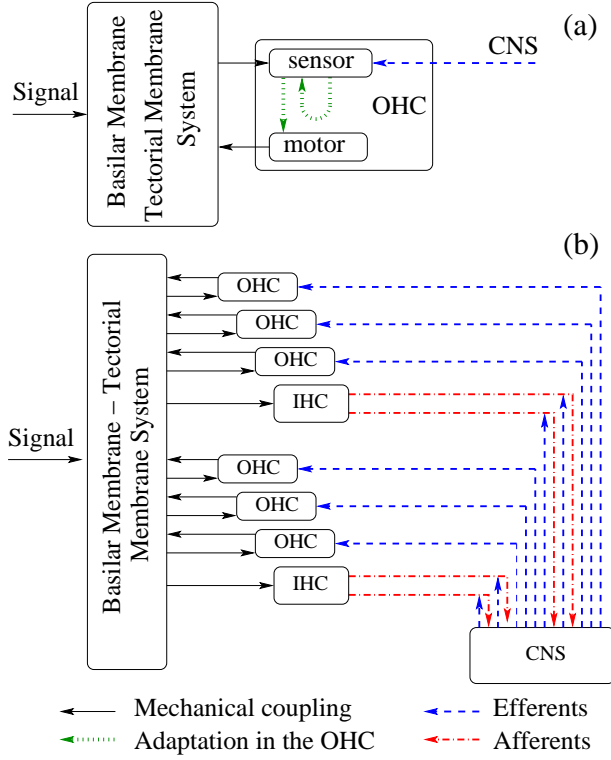 (a)
CNS
Signal
Basilar Membrane
Tectorial Membrane
System
sensor
OHC
motor
(b)
Signal
Basilar Membrane – Tectorial
Membrane System
OHC
OHC
OHC
IHC
OHC
OHC
OHC
IHC
CNS
Mechanical coupling
Efferents
Adaptation in the OHC
Afferents